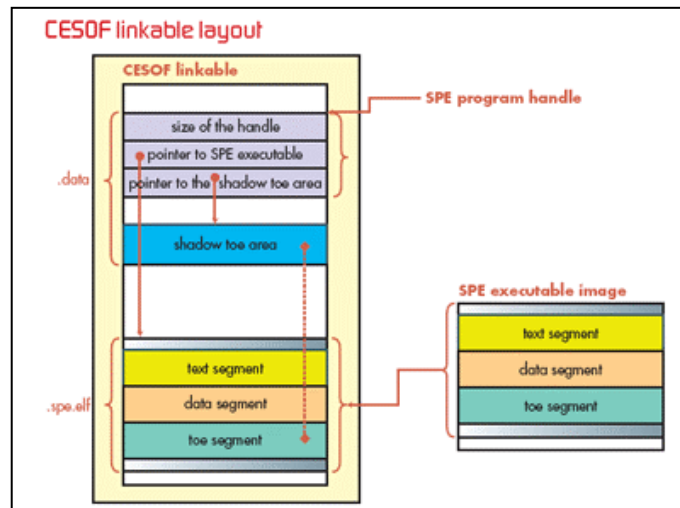 CESOF linkable layout
CESOF linkable
SPE program handle
size of the handle
pointer to SPE executable
pointer to the shadow toe area
.data
shadow toe area
SPE executable image
text segment
data segment
toe segment
.spe.elf
text segment
data segment
toe segment